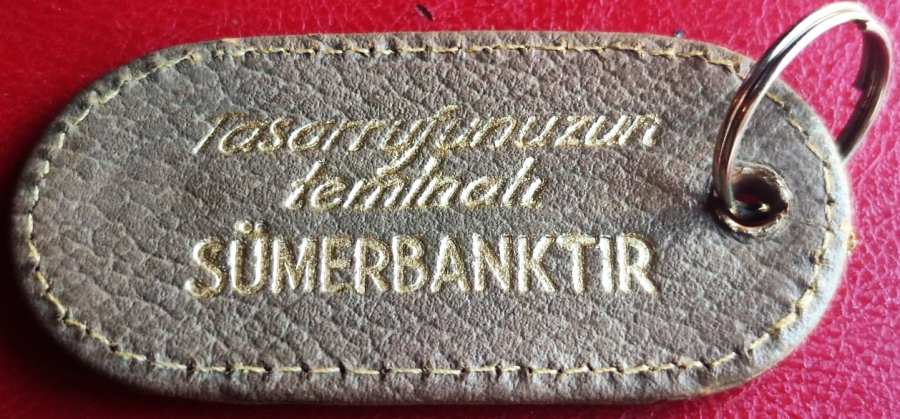 Tasarrufunuzun
teminatı
SÜMERBANKTIR